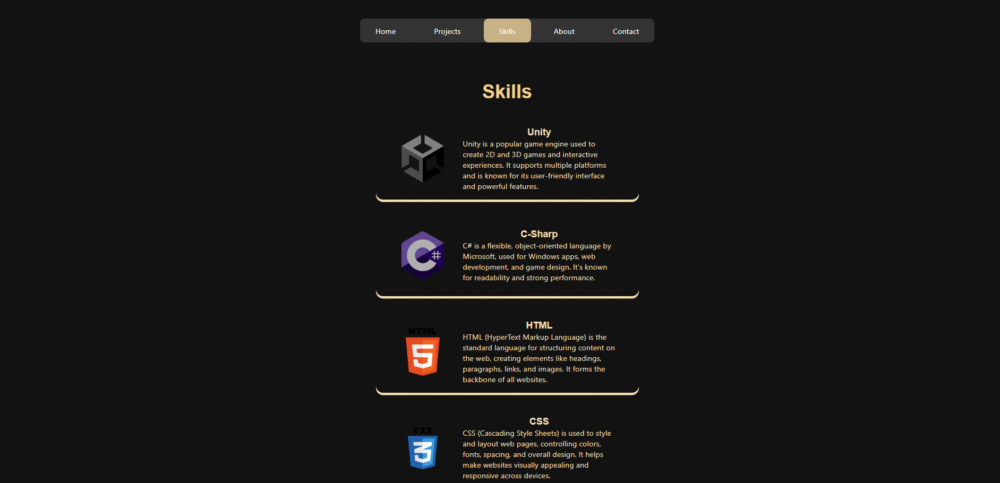 Home Projects Skills About Contact
Skills
Unity
Unity is a popular game engine used to
create 2D and 3D games and interactive
experiences. It supports multiple platforms
and is known for its user-friendly interface
and powerful features.
C#
C-Sharp
C# is a flexible, object-oriented language by
Microsoft, used for Windows apps, web
development, and game design. It's known
for readability and strong performance.
HTML
5
HTML
HTML (HyperText Markup Language) is the
standard language for structuring content on
the web, creating elements like headings,
paragraphs, links, and images. It forms the
backbone of all websites.
CSS
3
CSS
CSS (Cascading Style Sheets) is used to style
and layout web pages, controlling colors,
fonts, spacing, and overall design. It helps
make websites visually appealing and
responsive across devices.